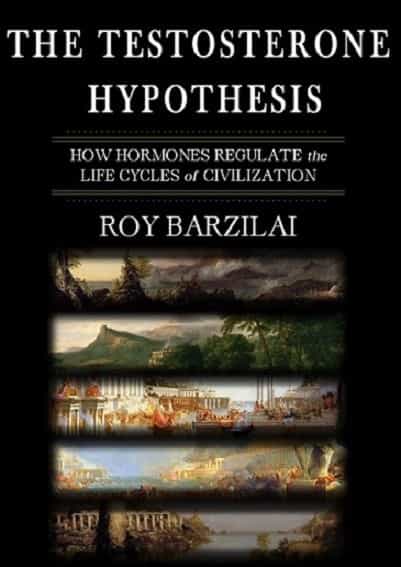 THE TESTOSTERONE
HYPOTHESIS
HOW HORMONES REGULATE the
LIFE CYCLES of CIVILIZATION
ROY BARZILAI